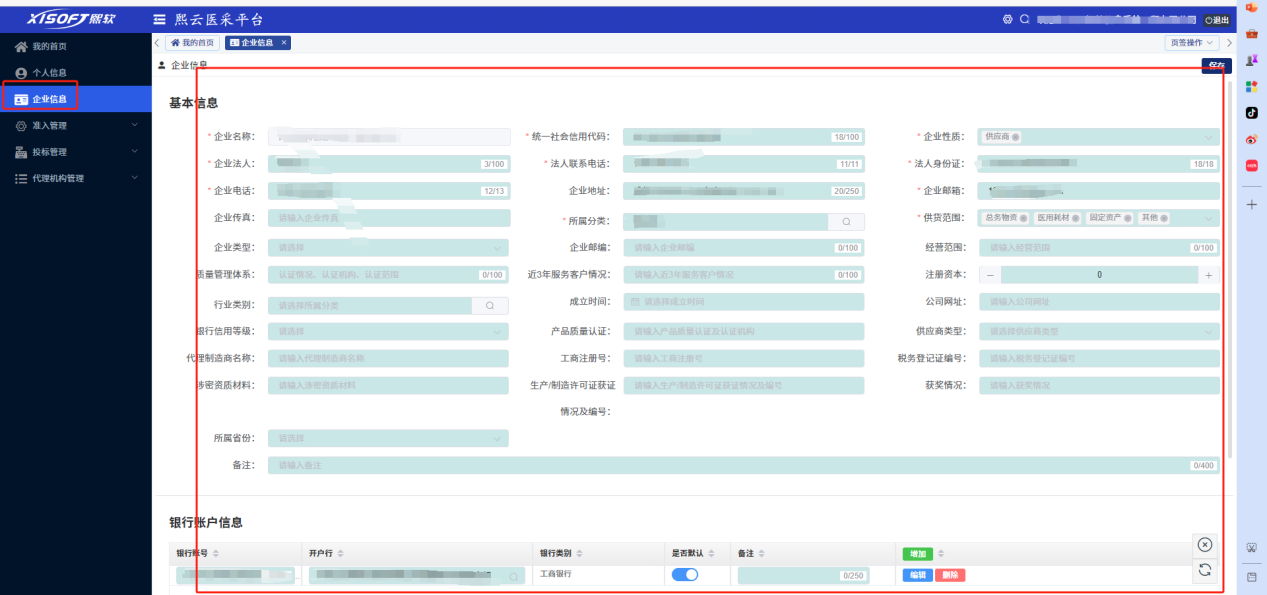 XISOFT熙软 熙云医采平台 退出
我的首页 我的首页 企业信息 × 页签操作
个人信息 企业信息 保存
企业信息
准入管理
投标管理
代理机构管理
基本信息
* 企业名称： * 统一社会信用代码： 18/100 * 企业性质： 供应商
* 企业法人： 3/100 * 法人联系电话： 11/11 * 法人身份证： 18/18
* 企业电话： 12/13 企业地址： 20/250 * 企业邮箱：
企业传真： 请输入企业传真 * 所属分类： * 供货范围： 总务物资 医用耗材 固定资产 其他
企业类型： 请选择 企业邮编： 请输入企业邮编 0/100 经营范围： 请输入经营范围 0/100
质量管理体系： 认证情况、认证机构、认证范围 0/100 近3年服务客户情况： 请输入近3年服务客户情况 0/100 注册资本： − 0 +
行业类别： 请选择所属分类 成立时间： 请选择成立时间 公司网址： 请输入公司网址
银行信用等级： 请选择 产品质量认证： 请输入产品质量认证及认证机构 供应商类型： 请选择供应商类型
代理制造商名称： 请输入代理制造商名称 工商注册号： 请输入工商注册号 税务登记证编号： 请输入税务登记证编号
涉密资质材料： 请输入涉密资质材料 生产/制造许可证获证 请输入生产/制造许可证获证情况及编号 获奖情况： 请输入获奖情况
情况及编号：
所属省份： 请选择
备注： 请输入备注 0/400
银行账户信息
银行账号 开户行 银行类别 是否默认 备注 增加
工商银行 0/250 编辑 删除